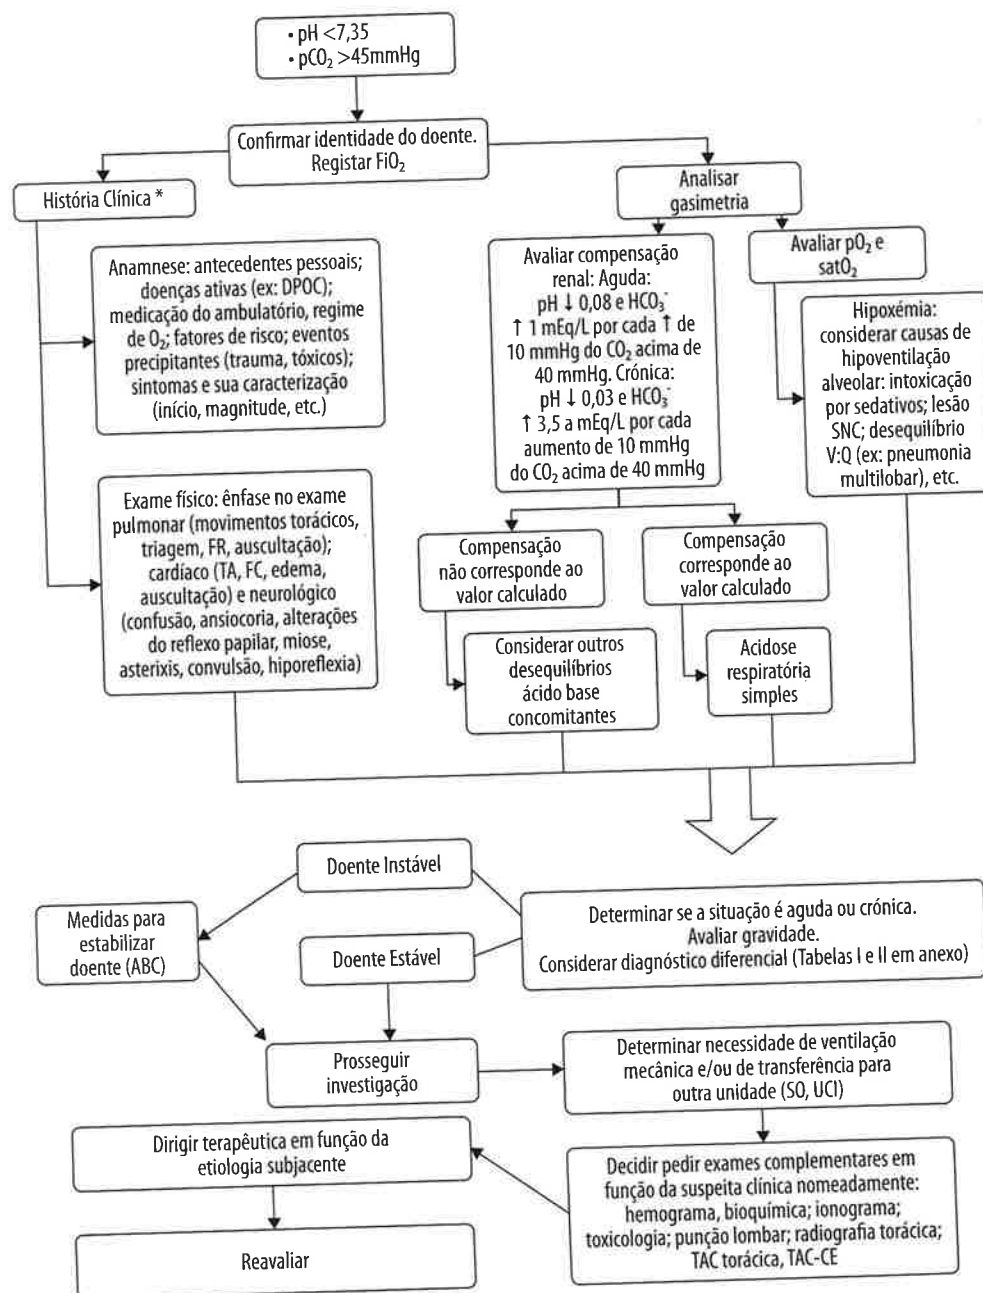 • pH <7,35
• pCO₂ >45mmHg
Confirmar identidade do doente.
Registar FiO₂
História Clínica *
Analisar
gasimetria
Anamnese: antecedentes pessoais;
doenças ativas (ex: DPOC);
medicação do ambulatório, regime
de O₂; fatores de risco; eventos
precipitantes (trauma, tóxicos);
sintomas e sua caracterização
(início, magnitude, etc.)
Exame físico: ênfase no exame
pulmonar (movimentos torácicos,
triagem, FR, auscultação);
cardíaco (TA, FC, edema,
auscultação) e neurológico
(confusão, ansiocoria, alterações
do reflexo papilar, miose,
asterixis, convulsão, hiporeflexia)
Avaliar compensação
renal: Aguda:
pH ↓ 0,08 e HCO₃⁻
↑ 1 mEq/L por cada ↑ de
10 mmHg do CO₂ acima de
40 mmHg. Crónica:
pH ↓ 0,03 e HCO₃⁻
↑ 3,5 a mEq/L por cada
aumento de 10 mmHg
do CO₂ acima de 40 mmHg
Avaliar pO₂ e
satO₂
Hipoxémia:
considerar causas de
hipoventilação
alveolar: intoxicação
por sedativos; lesão
SNC; desequilíbrio
V:Q (ex: pneumonia
multilobar), etc.
Compensação
não corresponde ao
valor calculado
Compensação
corresponde ao
valor calculado
Considerar outros
desequilíbrios
ácido base
concomitantes
Acidose
respiratória
simples
Doente Instável
Medidas para
estabilizar
doente (ABC)
Doente Estável
Determinar se a situação é aguda ou crónica.
Avaliar gravidade.
Considerar diagnóstico diferencial (Tabelas I e II em anexo)
Prosseguir
investigação
Determinar necessidade de ventilação
mecânica e/ou de transferência para
outra unidade (SO, UCI)
Dirigir terapêutica em função da
etiologia subjacente
Decidir pedir exames complementares em
função da suspeita clínica nomeadamente:
hemograma, bioquímica; ionograma;
toxicologia; punção lombar; radiografia torácica;
TAC torácica, TAC-CE
Reavaliar